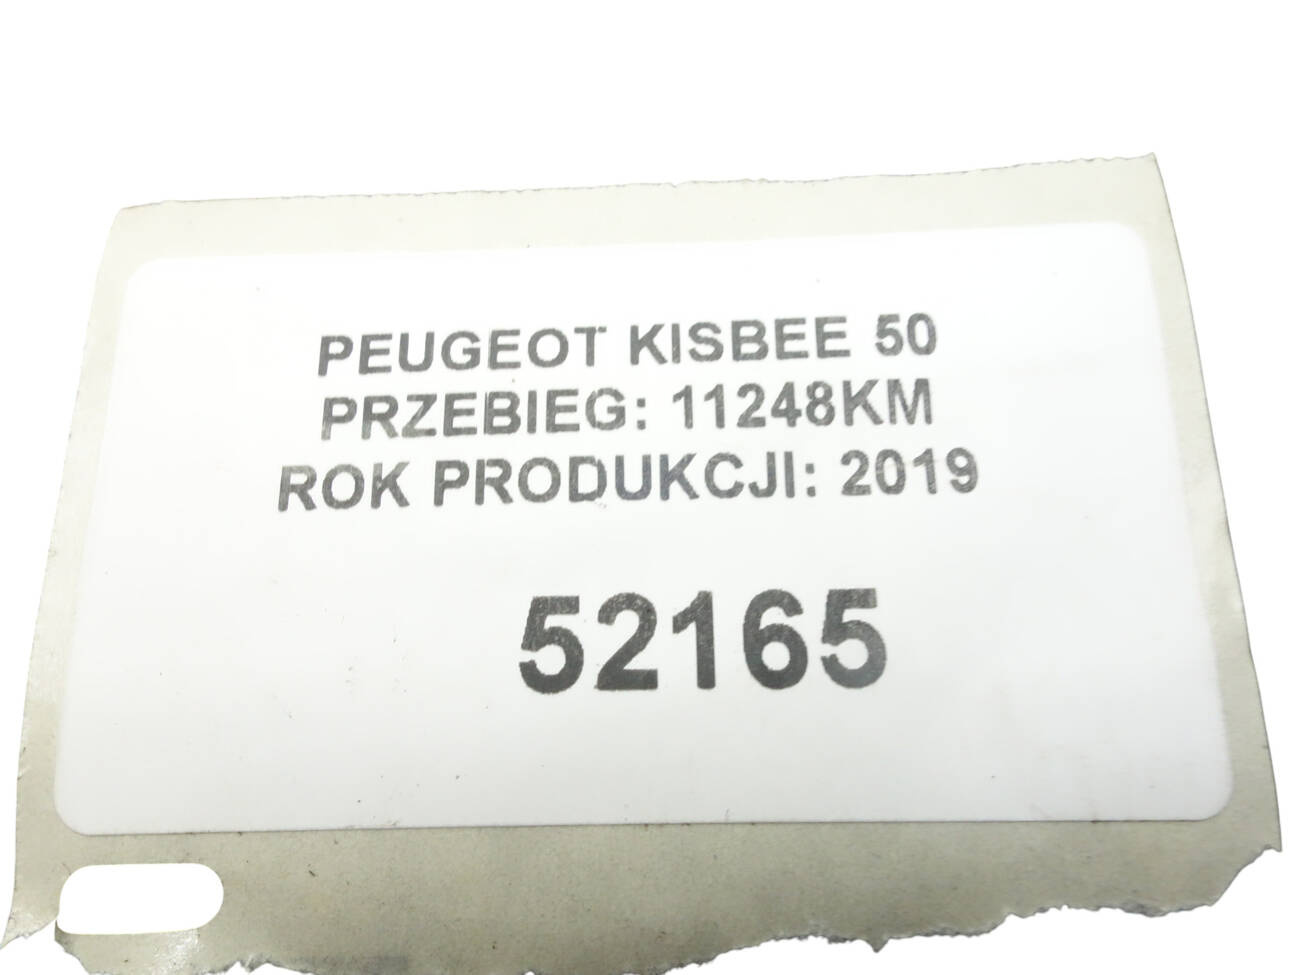 PEUGEOT KISBEE 50
PRZEBIEG: 11248KM
ROK PRODUKCJI: 2019
52165